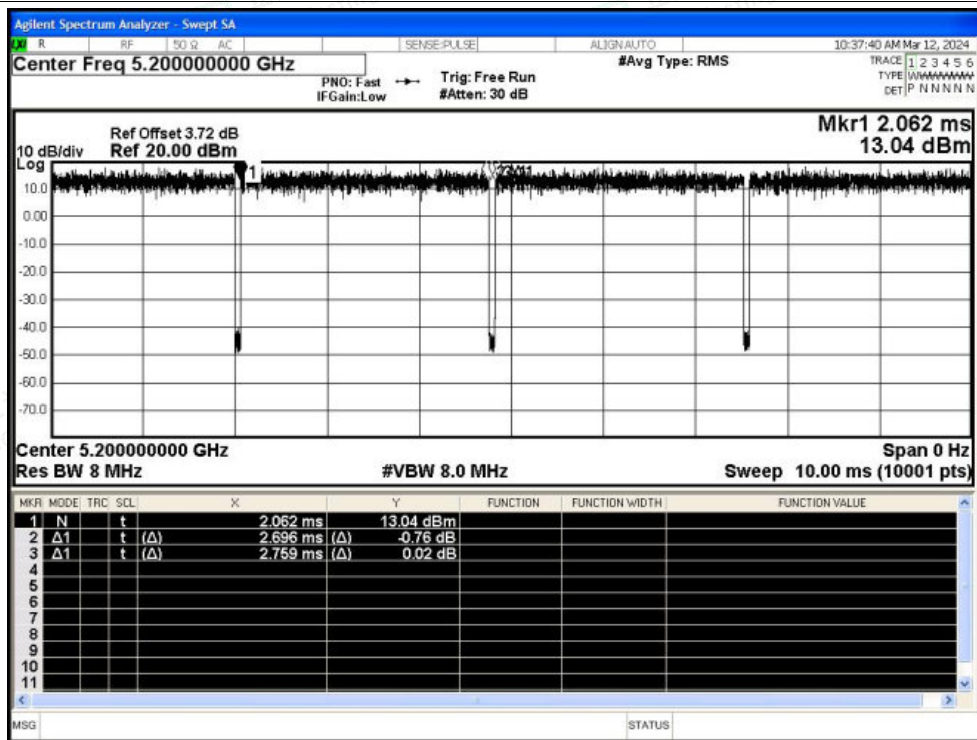 Agilent Spectrum Analyzer - Swept SA
R RF 50 Ω AC SENSE:PULSE ALIGNAUTO 10:37:40 AM Mar 12, 2024
Center Freq 5.200000000 GHz #Avg Type: RMS TRACE 1 2 3 4 5 6
PNO: Fast Trig: Free Run TYPE
IFGain:Low #Atten: 30 dB DET P N N N N N
Mkr1 2.062 ms
Ref Offset 3.72 dB
10 dB/div Ref 20.00 dBm 13.04 dBm
Log
1
10.0
0.00
-10.0
-20.0
-30.0
-40.0
-50.0
-60.0
-70.0
Center 5.200000000 GHz Span 0 Hz
Res BW 8 MHz #VBW 8.0 MHz Sweep 10.00 ms (10001 pts)
MKR MODE TRC SCL X Y FUNCTION FUNCTION WIDTH FUNCTION VALUE
1 N t 2.062 ms 13.04 dBm
2 Δ1 t (Δ) 2.696 ms (Δ) -0.76 dB
3 Δ1 t (Δ) 2.759 ms (Δ) 0.02 dB
4
5
6
7
8
9
10
11
MSG STATUS